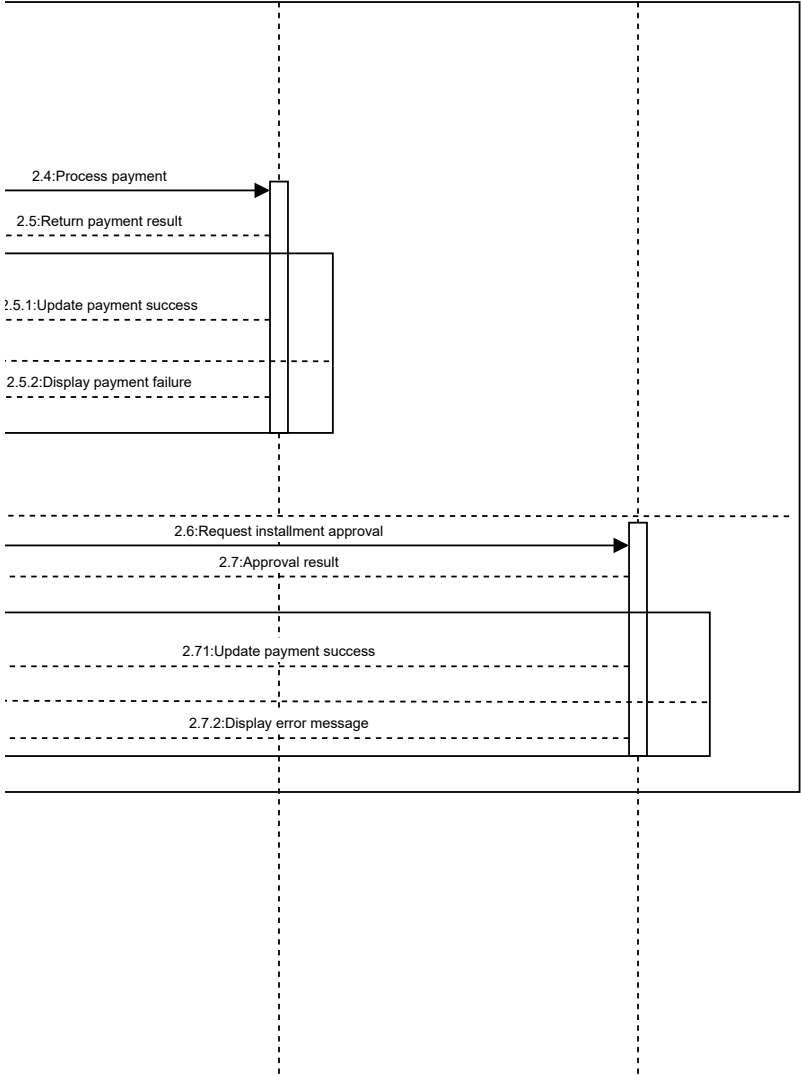 2.4:Process payment
2.5:Return payment result
2.5.1:Update payment success
2.5.2:Display payment failure
2.6:Request installment approval
2.7:Approval result
2.71:Update payment success
2.7.2:Display error message